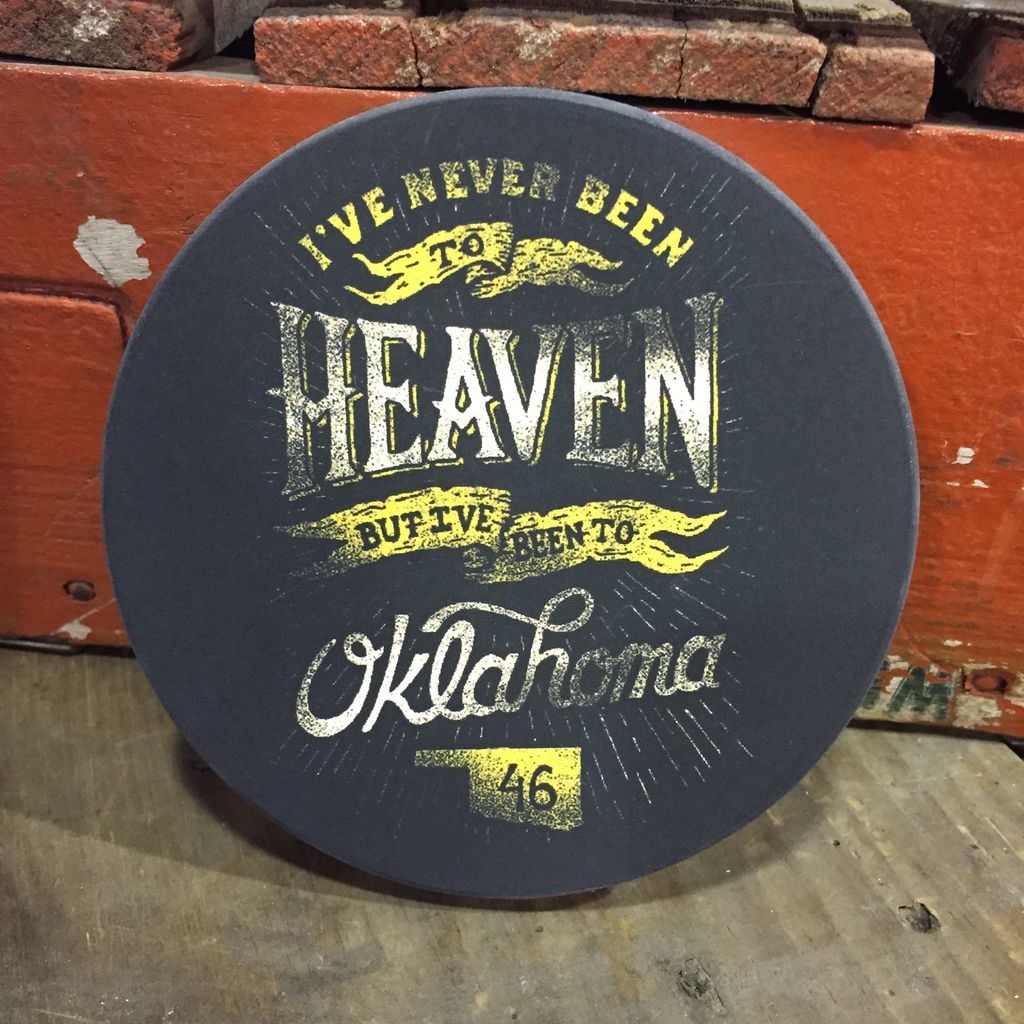 I'VE NEVER BEEN
TO
HEAVEN
BUT I'VE BEEN TO
Oklahoma
46